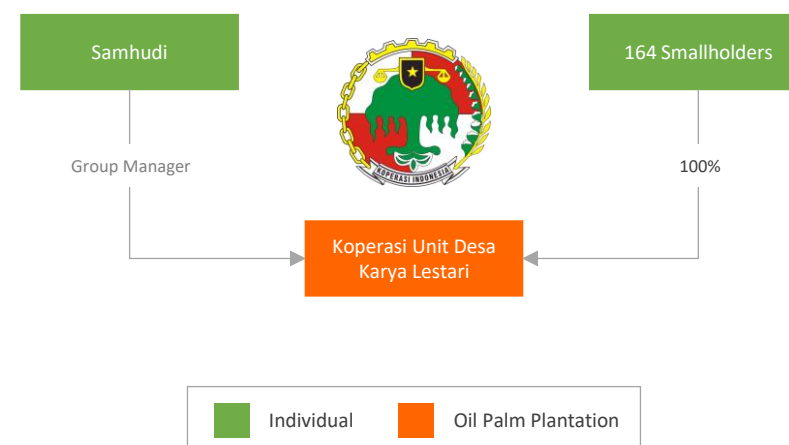 Samhudi
164 Smallholders
KOPERASI INDONESIA
Group Manager
100%
Koperasi Unit Desa
Karya Lestari
Individual
Oil Palm Plantation